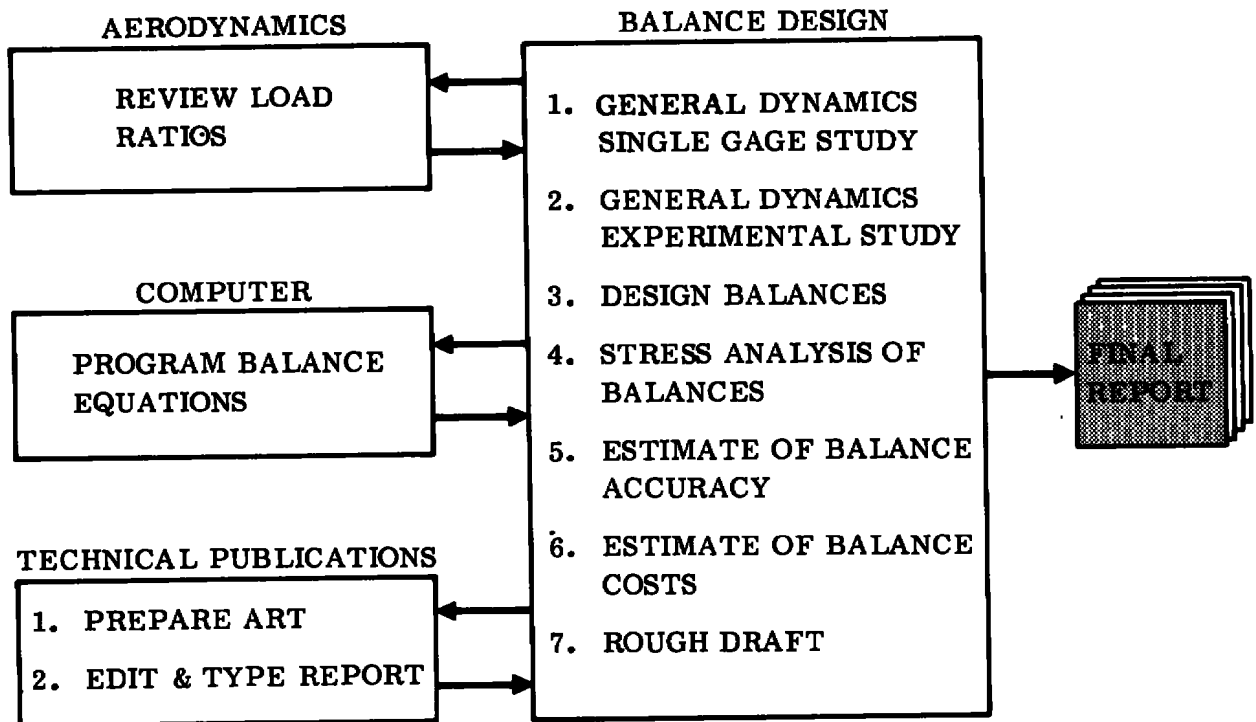 AERODYNAMICS
REVIEW LOAD
RATIOS
COMPUTER
PROGRAM BALANCE
EQUATIONS
TECHNICAL PUBLICATIONS
1. PREPARE ART
2. EDIT & TYPE REPORT
BALANCE DESIGN
1. GENERAL DYNAMICS
SINGLE GAGE STUDY
2. GENERAL DYNAMICS
EXPERIMENTAL STUDY
3. DESIGN BALANCES
4. STRESS ANALYSIS OF
BALANCES
5. ESTIMATE OF BALANCE
ACCURACY
6. ESTIMATE OF BALANCE
COSTS
7. ROUGH DRAFT
FINAL
REPORT